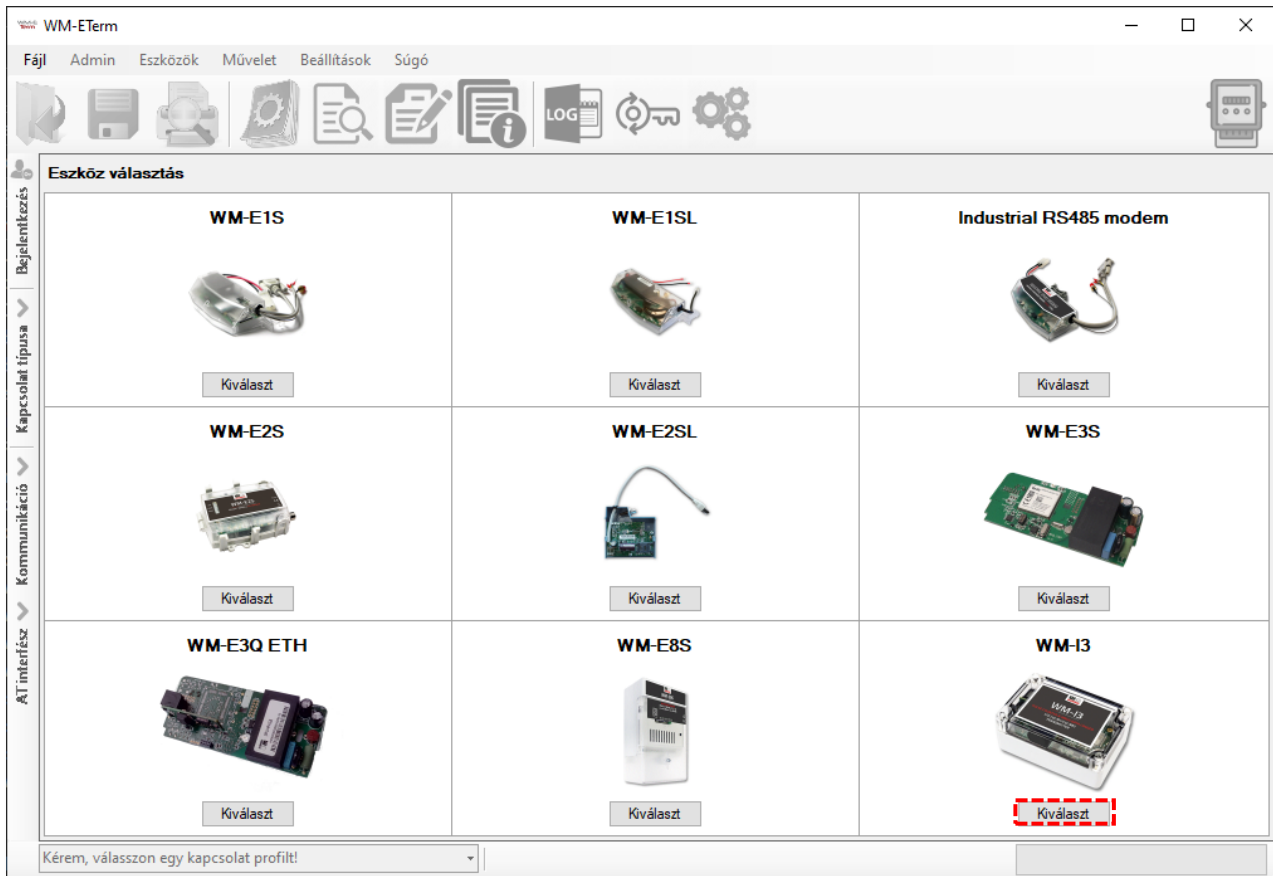 WM-ETerm
Fájl Admin Eszközök Művelet Beállítások Súgó
LOG
Bejelentkezés
Kapcsolat típusa
Kommunikáció
AT interfész
Eszköz választás
WM-E1S WM-E1SL Industrial RS485 modem
Kiválaszt Kiválaszt Kiválaszt
WM-E2S WM-E2SL WM-E3S
Kiválaszt Kiválaszt Kiválaszt
WM-E3Q ETH WM-E8S WM-I3
WM-I3
Kiválaszt Kiválaszt Kiválaszt
Kérem, válasszon egy kapcsolat profilt!